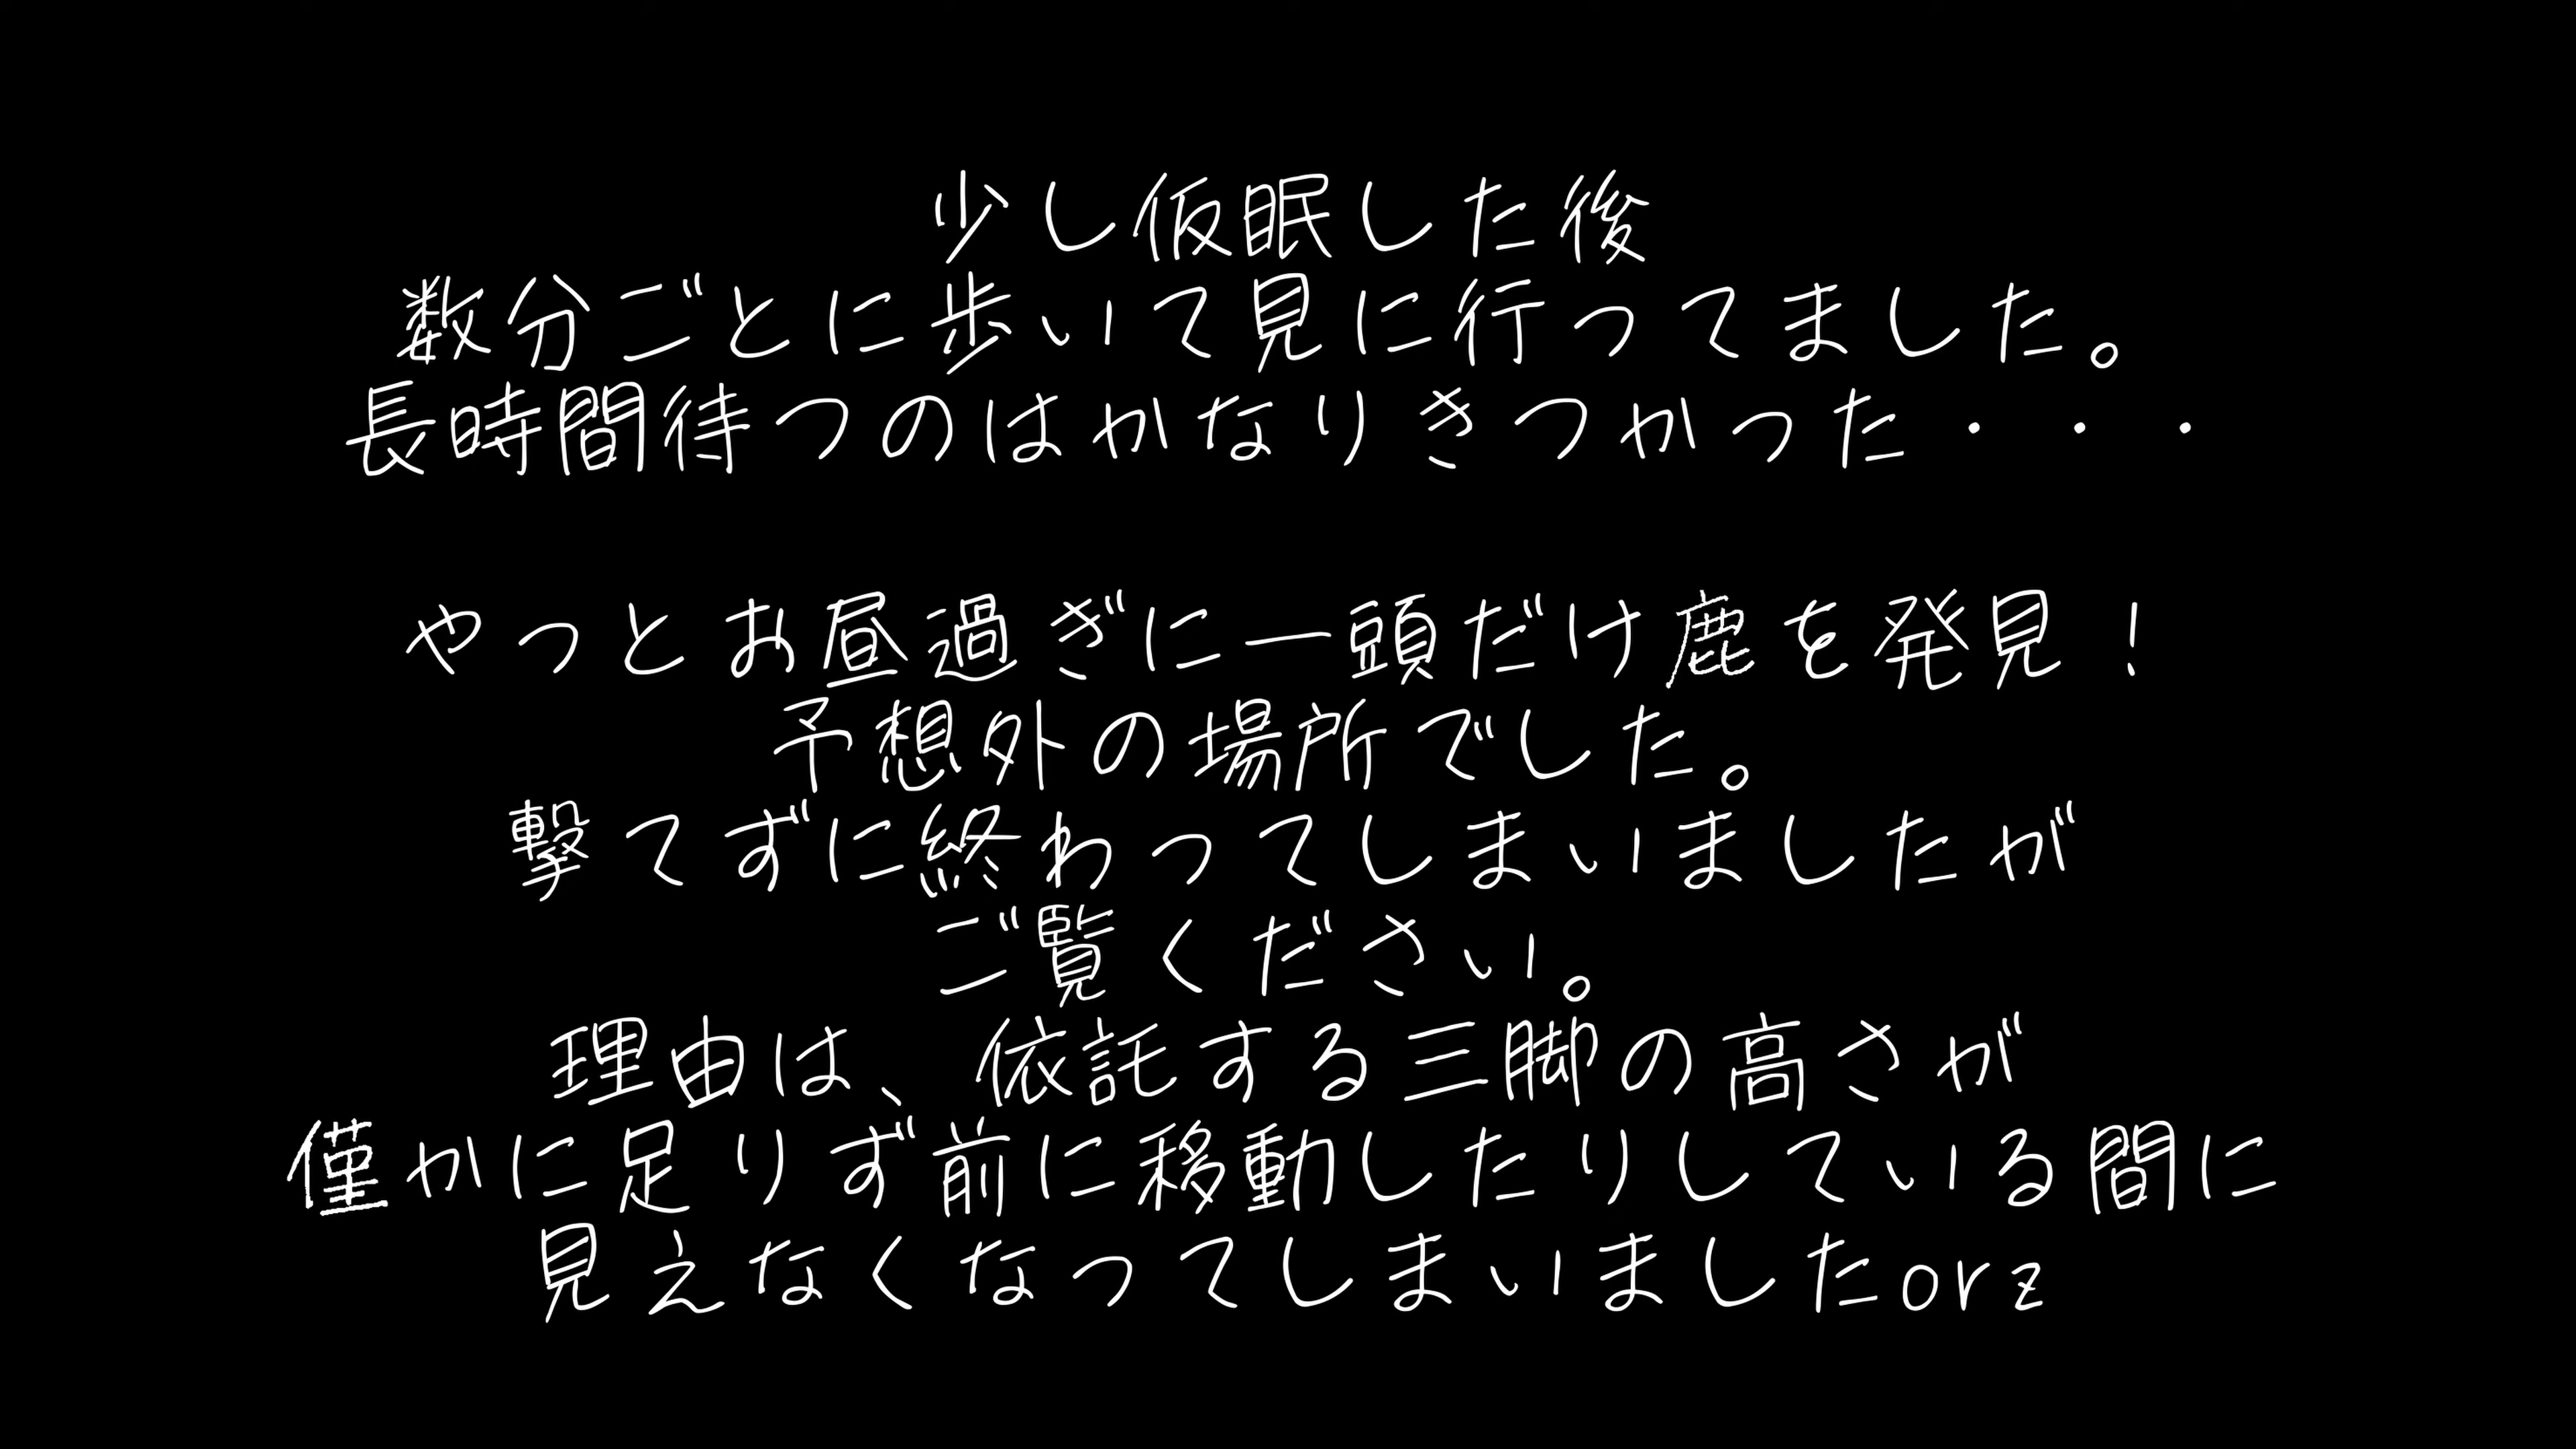 少し仮眠した後
数分ごとに歩いて見に行ってました。
長時間待つのはかなりきつかった・・・
やっとお昼過ぎに一頭だけ鹿を発見！
予想外の場所でした。
撃てずに終わってしまいましたが
ご覧ください。
理由は、依託する三脚の高さが
僅かに足りず前に移動したりしている間に
見えなくなってしまいましたorz